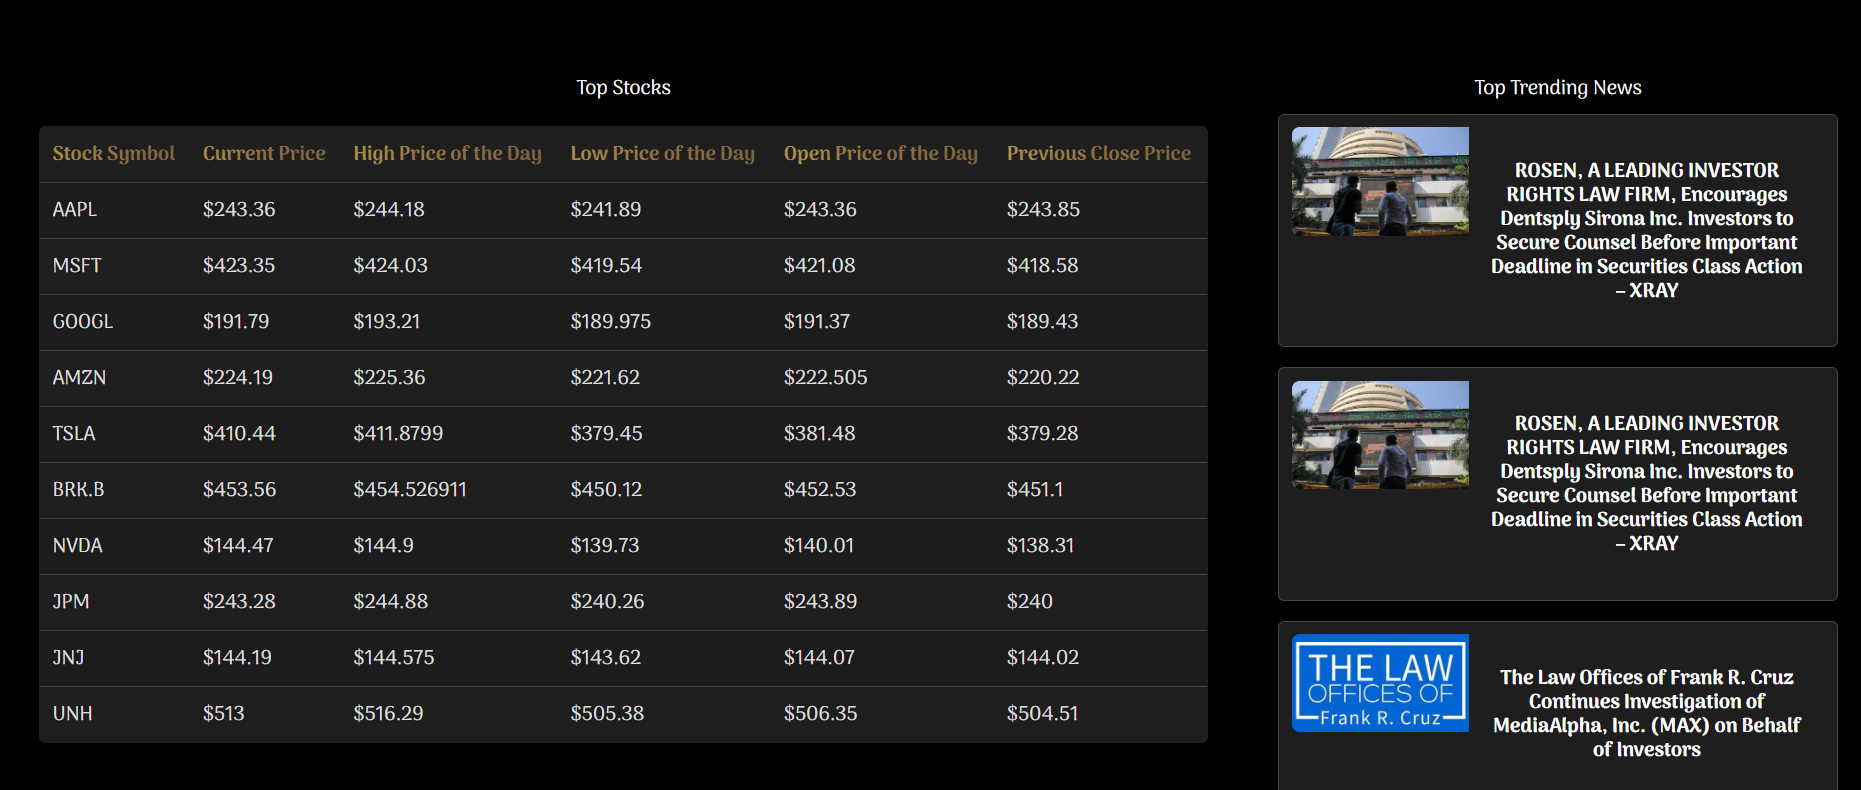 Top Stocks
Stock Symbol Current Price High Price of the Day Low Price of the Day Open Price of the Day Previous Close Price
AAPL $243.36 $244.18 $241.89 $243.36 $243.85
MSFT $423.35 $424.03 $419.54 $421.08 $418.58
GOOGL $191.79 $193.21 $189.975 $191.37 $189.43
AMZN $224.19 $225.36 $221.62 $222.505 $220.22
TSLA $410.44 $411.8799 $379.45 $381.48 $379.28
BRK.B $453.56 $454.526911 $450.12 $452.53 $451.1
NVDA $144.47 $144.9 $139.73 $140.01 $138.31
JPM $243.28 $244.88 $240.26 $243.89 $240
JNJ $144.19 $144.575 $143.62 $144.07 $144.02
UNH $513 $516.29 $505.38 $506.35 $504.51
Top Trending News
ROSEN, A LEADING INVESTOR
RIGHTS LAW FIRM, Encourages
Dentsply Sirona Inc. Investors to
Secure Counsel Before Important
Deadline in Securities Class Action
– XRAY
ROSEN, A LEADING INVESTOR
RIGHTS LAW FIRM, Encourages
Dentsply Sirona Inc. Investors to
Secure Counsel Before Important
Deadline in Securities Class Action
– XRAY
THE LAW
OFFICES OF
Frank R. Cruz
The Law Offices of Frank R. Cruz
Continues Investigation of
MediaAlpha, Inc. (MAX) on Behalf
of Investors